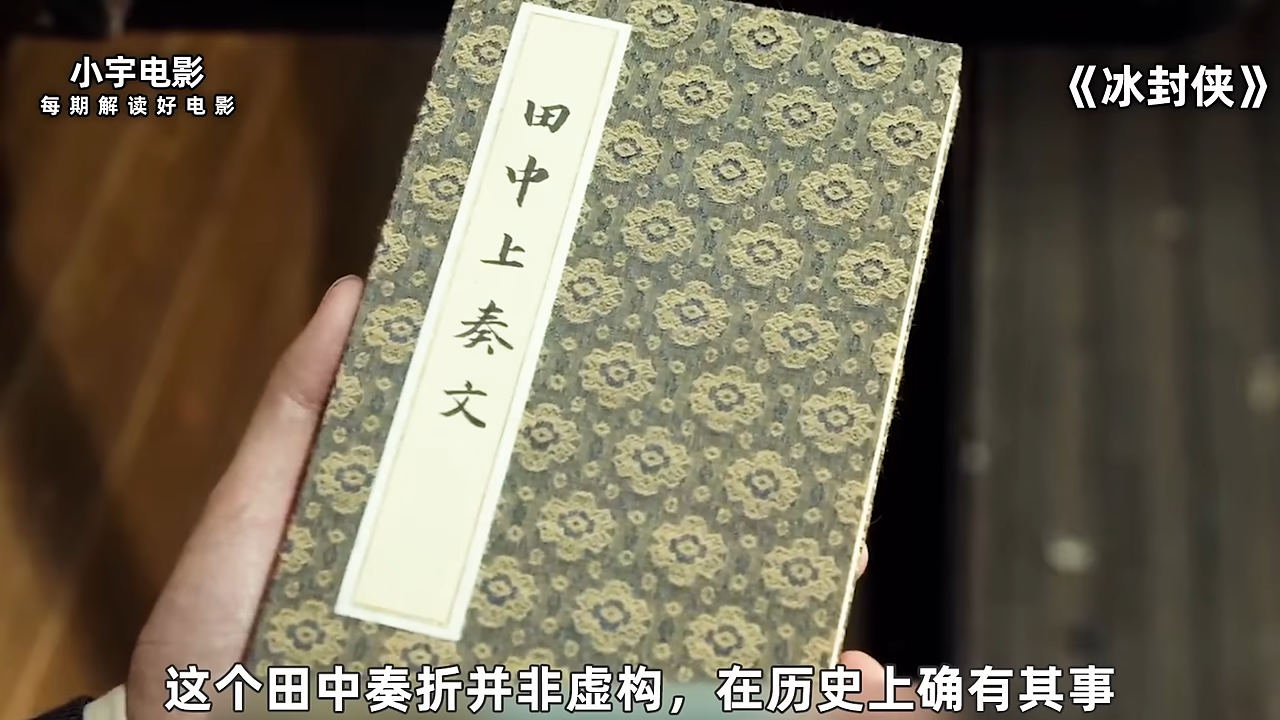 小宇电影
每期解读好电影
《冰封侠》
田中上奏文
这个田中奏折并非虚构，在历史上确有其事